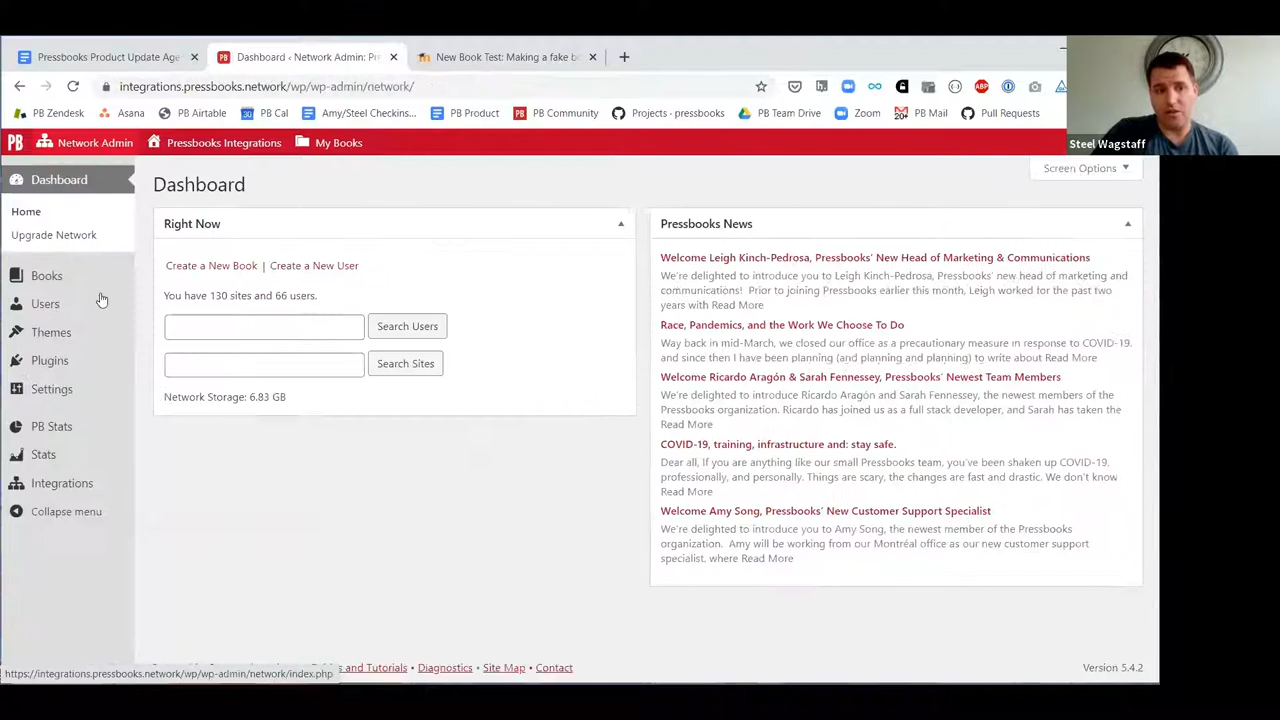 Pressbooks Product Update Age
Dashboard ‹ Network Admin: Pr
New Book Test: Making a fake b
integrations.pressbooks.network/wp/wp-admin/network/
PB Zendesk
Asana
PB Airtable
PB Cal
Amy/Steel Checkins...
PB Product
PB Community
Projects - pressbooks
PB Team Drive
Zoom
PB Mail
Pull Requests
Steel Wagstaff
PB
Network Admin
Pressbooks Integrations
My Books
Dashboard
Home
Upgrade Network
Books
Users
Themes
Plugins
Settings
PB Stats
Stats
Integrations
Collapse menu
Screen Options
Dashboard
Right Now
Create a New Book | Create a New User
You have 130 sites and 66 users.
Search Users
Search Sites
Network Storage: 6.83 GB
Pressbooks News
Welcome Leigh Kinch-Pedrosa, Pressbooks' New Head of Marketing & Communications
We're delighted to introduce you to Leigh Kinch-Pedrosa, Pressbooks' new head of marketing and
communications! Prior to joining Pressbooks earlier this month, Leigh worked for the past two
years with Read More
Race, Pandemics, and the Work We Choose To Do
Way back in mid-March, we closed our office as a precautionary measure in response to COVID-19.
and since then I have been planning (and planning and planning) to write about Read More
Welcome Ricardo Aragón & Sarah Fennessey, Pressbooks' Newest Team Members
We're delighted to introduce Ricardo Aragón and Sarah Fennessey, the newest members of the
Pressbooks organization. Ricardo has joined us as a full stack developer, and Sarah has taken the
Read More
COVID-19, training, infrastructure and: stay safe.
Dear all, If you are anything like our small Pressbooks team, you've been shaken up COVID-19.
professionally, and personally. Things are scary, the changes are fast and drastic. We don't know
Read More
Welcome Amy Song, Pressbooks' New Customer Support Specialist
We're delighted to introduce you to Amy Song, the newest member of the Pressbooks
organization. Amy will be working from our Montréal office as our new customer support
specialist, where Read More
and Tutorials • Diagnostics • Site Map • Contact
Version 5.4.2
https://integrations.pressbooks.network/wp/wp-admin/network/index.php